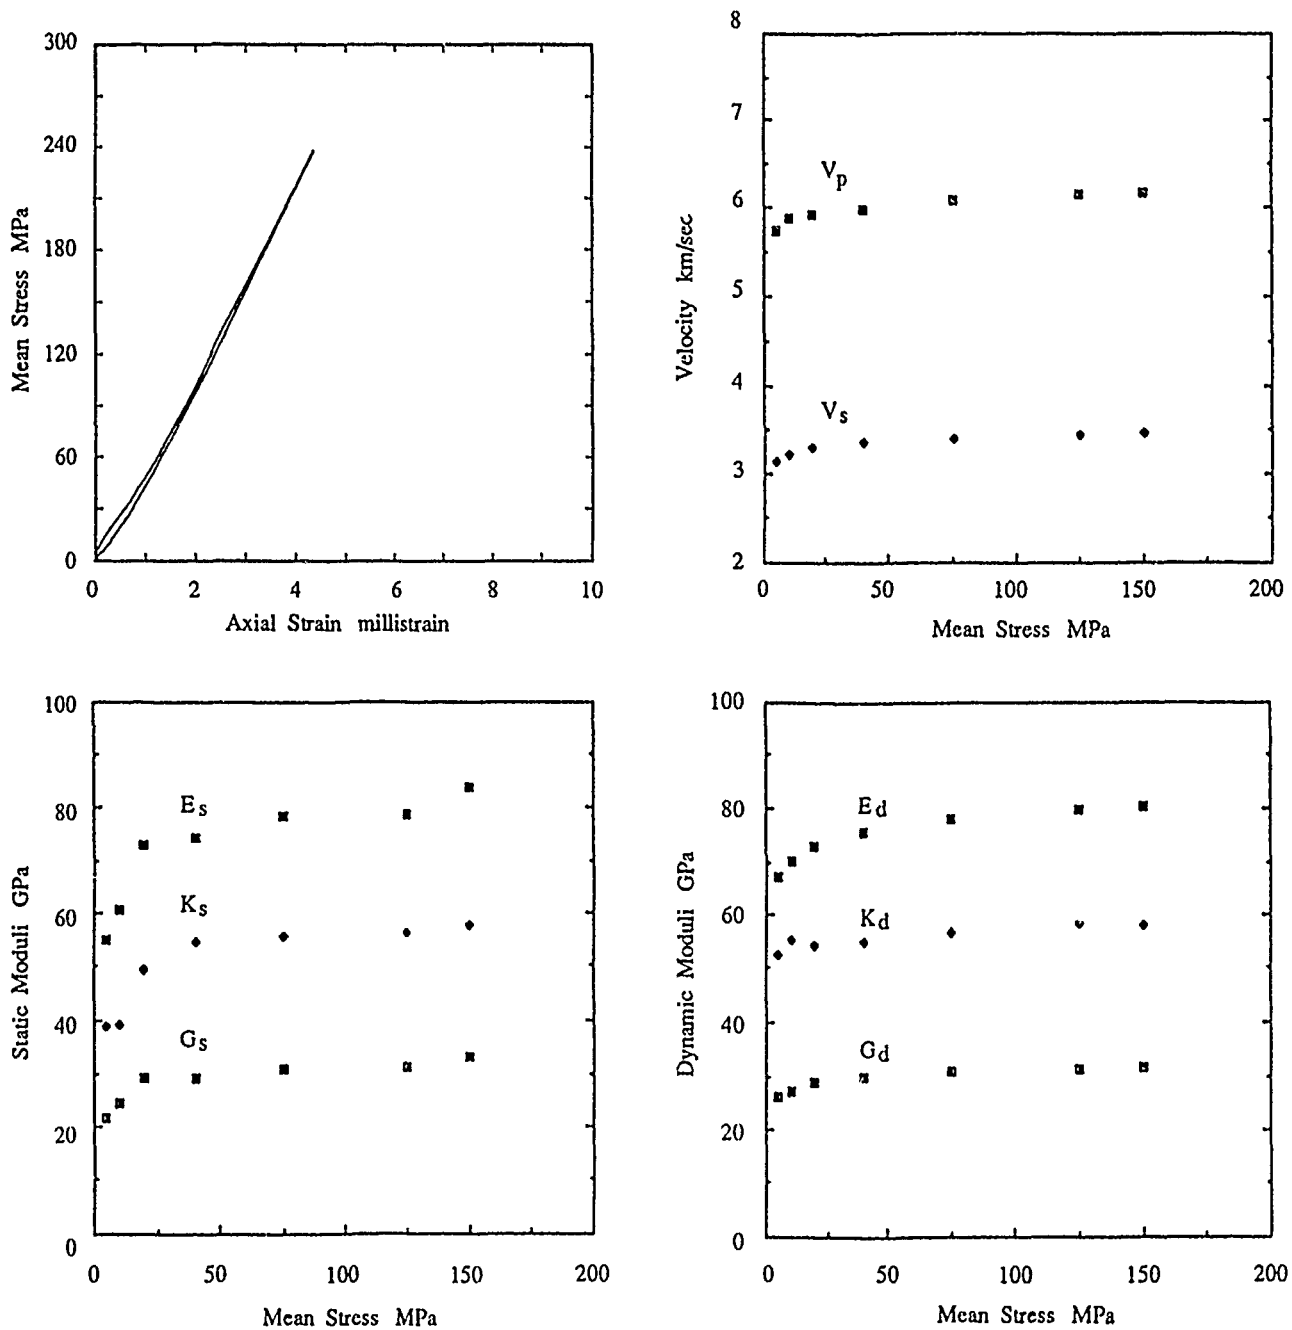 300
240
180
120
60
0
Mean Stress MPa
0 2 4 6 8 10
Axial Strain millistrain
8
7
6
5
4
3
2
Velocity km/sec
Vp
Vs
0 50 100 150 200
Mean Stress MPa
100
80
60
40
20
0
Static Moduli GPa
Es
Ks
Gs
0 50 100 150 200
Mean Stress MPa
100
80
60
40
20
0
Dynamic Moduli GPa
Ed
Kd
Gd
0 50 100 150 200
Mean Stress MPa